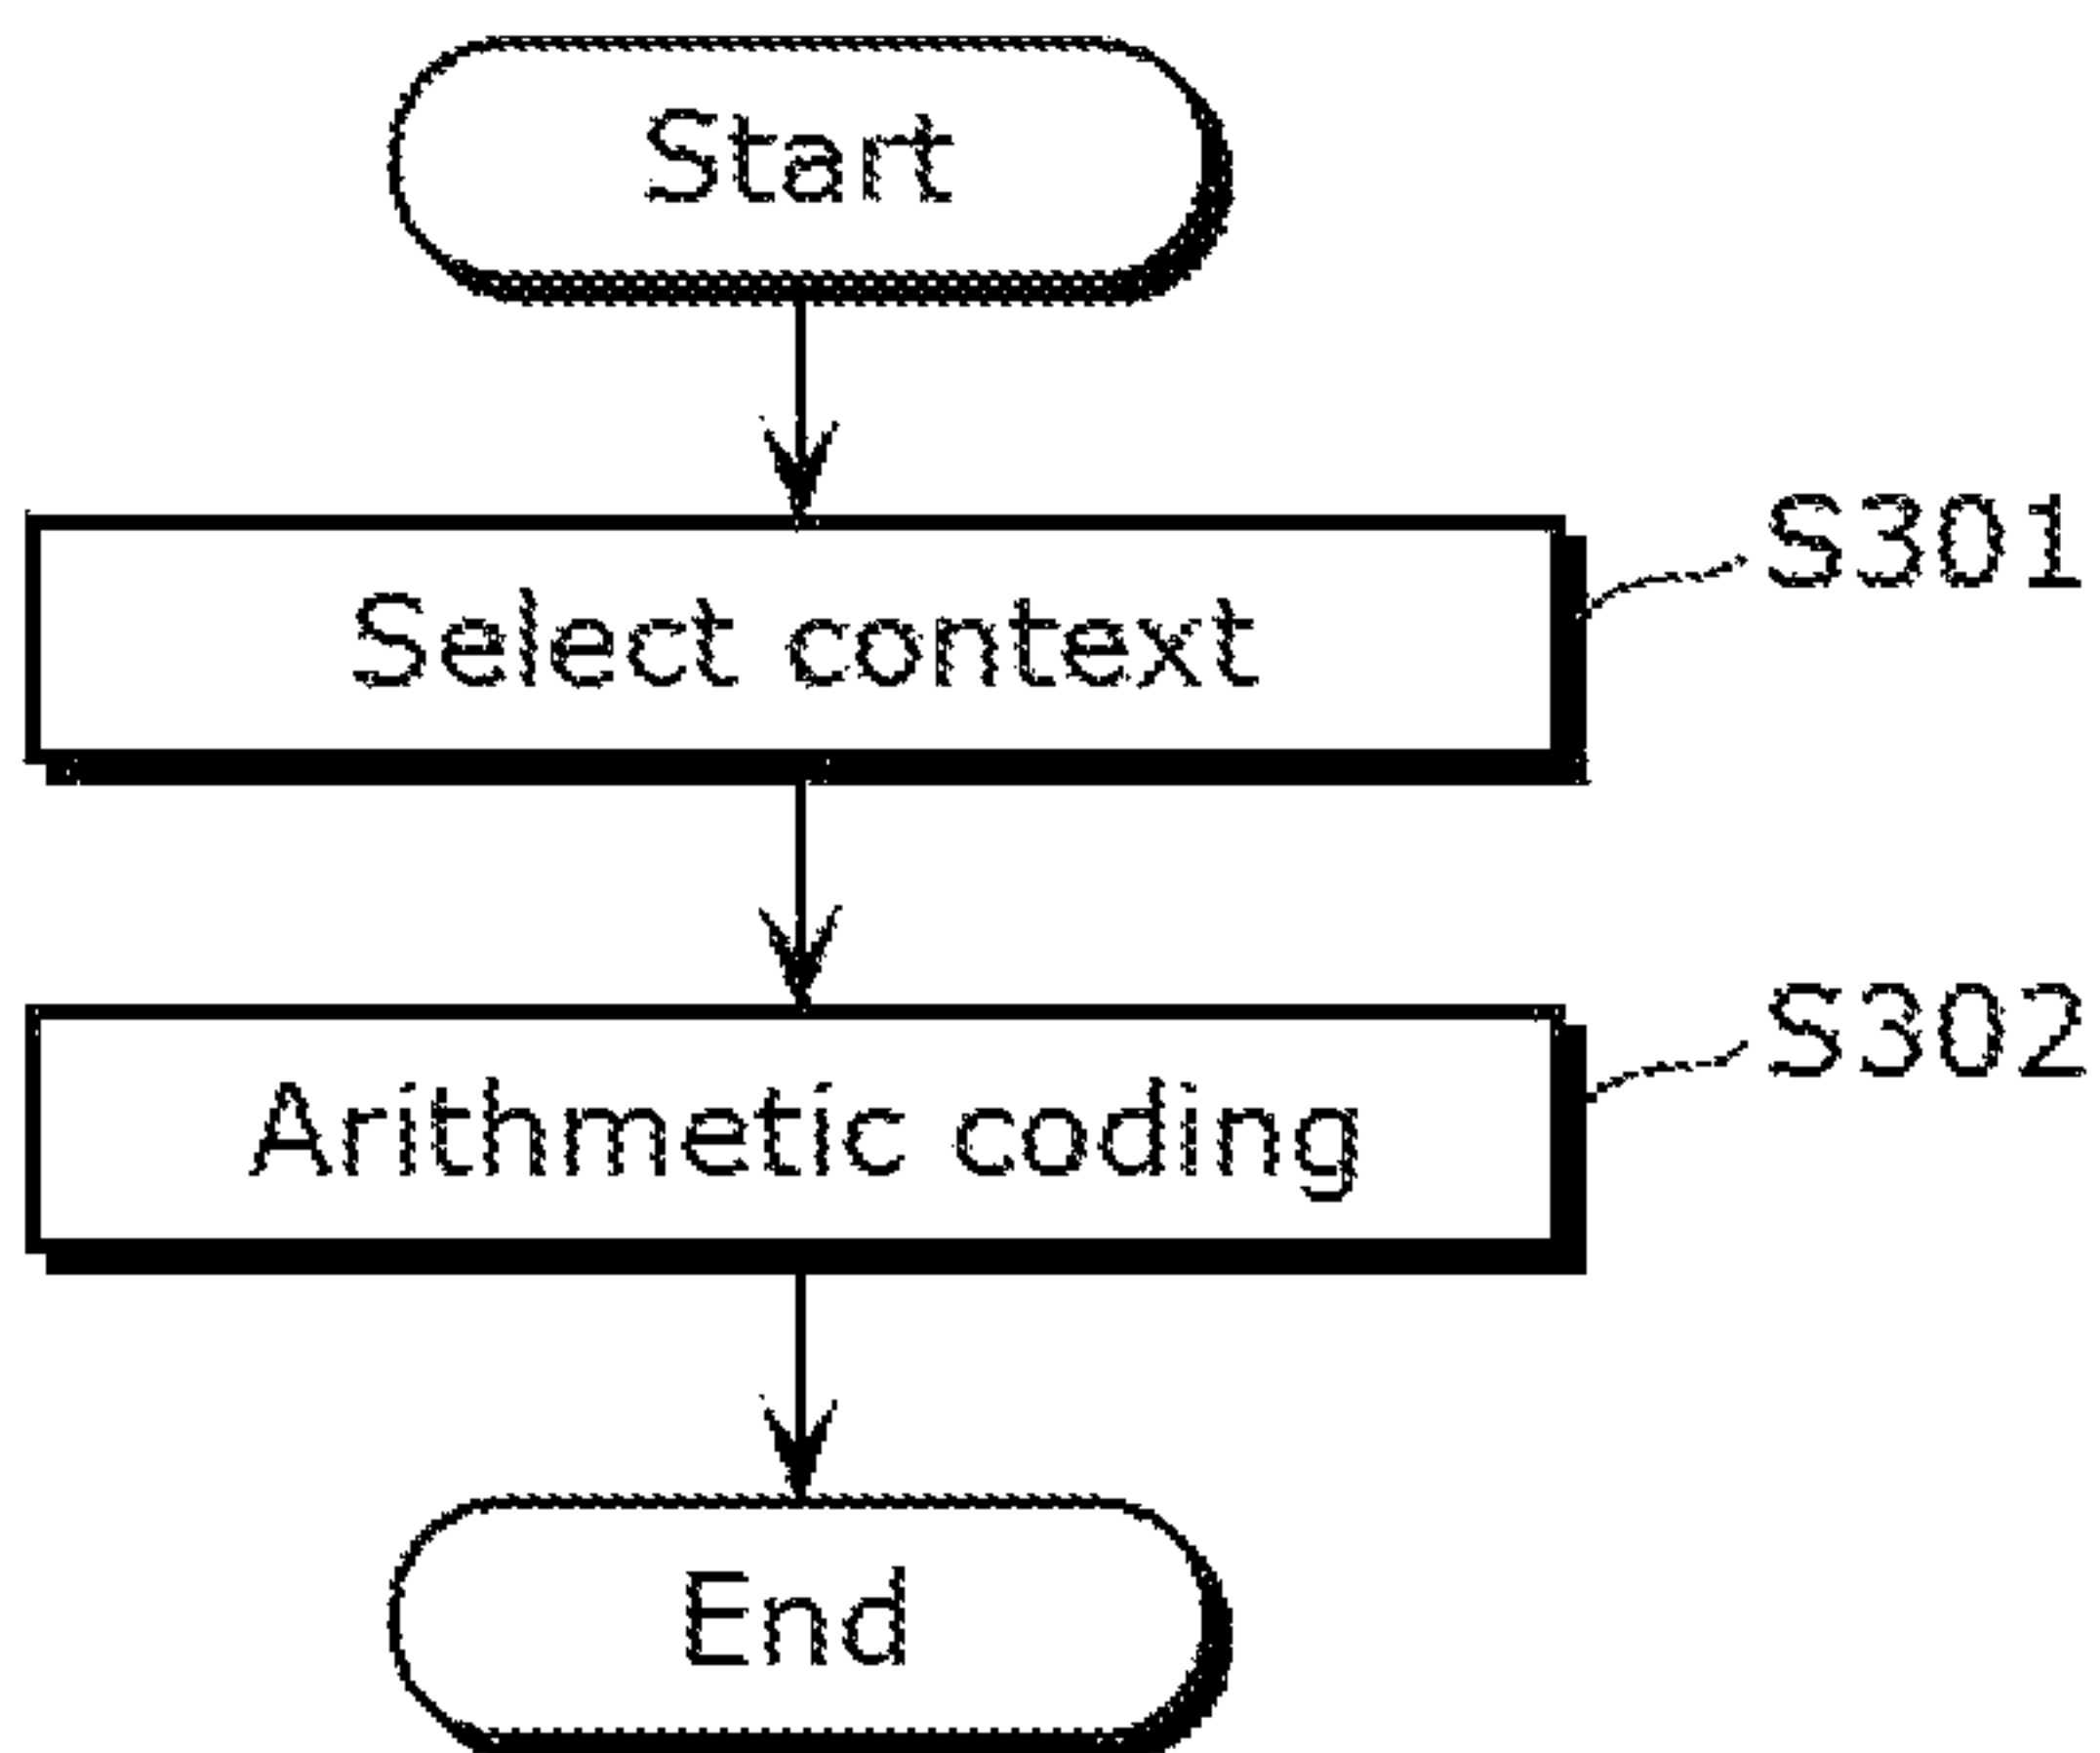 Start
S301
Select context
S302
Arithmetic coding
End